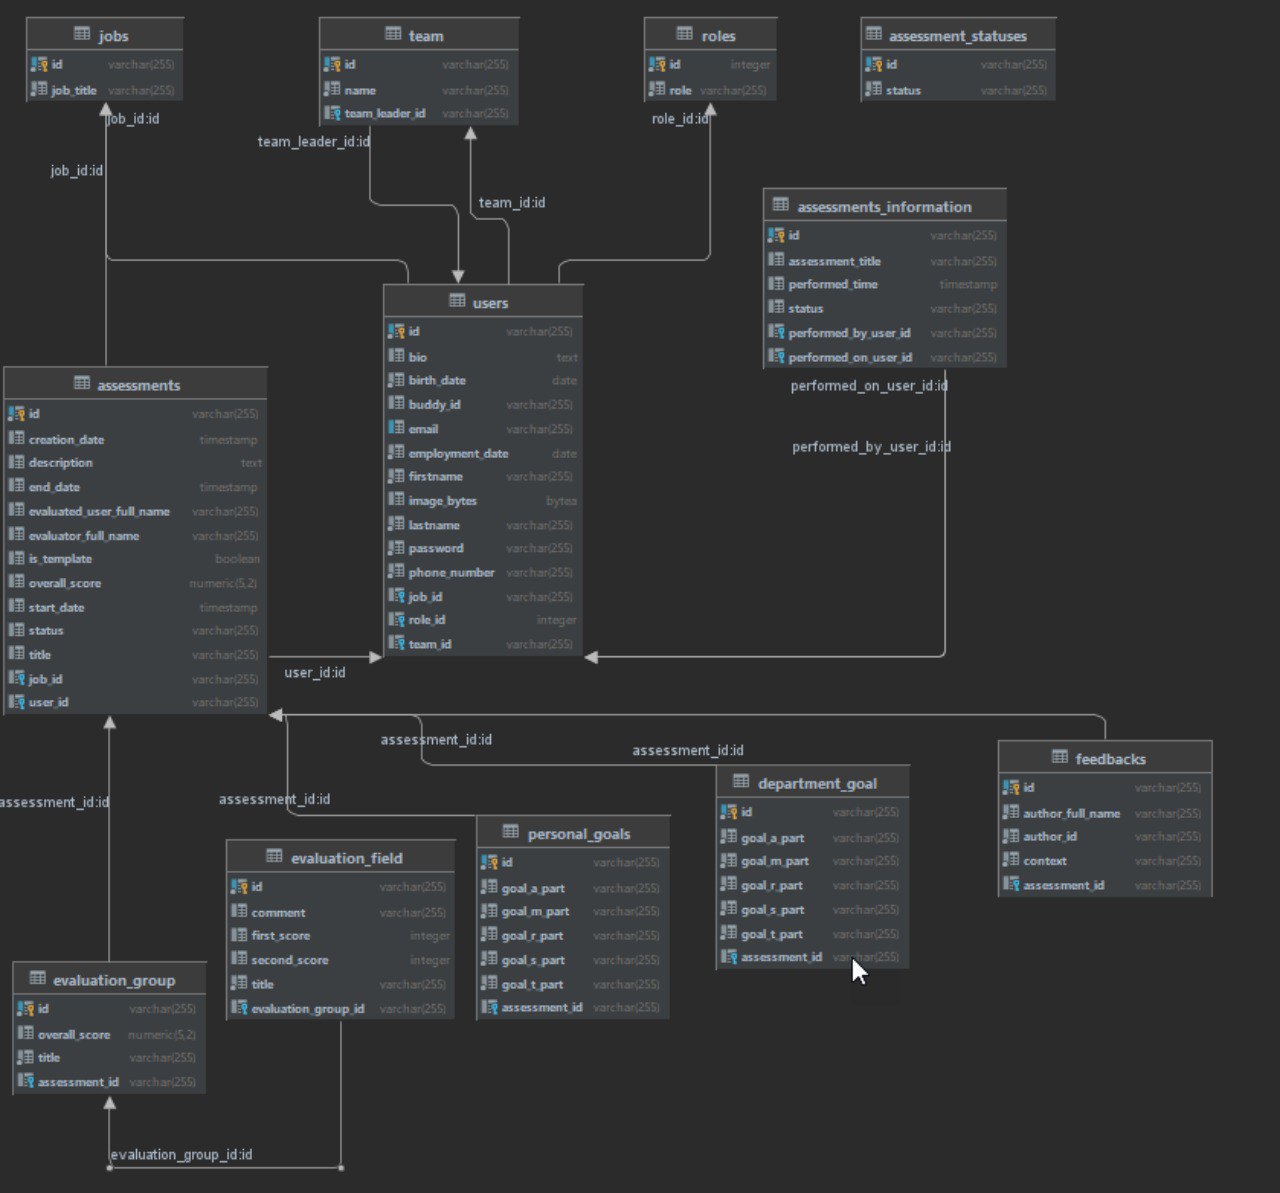 jobs
id varchar(255)
job_title varchar(255)
team
id varchar(255)
name varchar(255)
team_leader_id varchar(255)
roles
id integer
role varchar(255)
assessment_statuses
id varchar(255)
status varchar(255)
job_id:id
job_id:id
team_leader_id:id
team_id:id
role_id:id
assessments_information
id varchar(255)
assessment_title varchar(255)
performed_time timestamp
status varchar(255)
performed_by_user_id varchar(255)
performed_on_user_id varchar(255)
performed_on_user_id:id
performed_by_user_id:id
users
id varchar(255)
bio text
birth_date date
buddy_id varchar(255)
email varchar(255)
employment_date date
firstname varchar(255)
image_bytes bytea
lastname varchar(255)
password varchar(255)
phone_number varchar(255)
job_id varchar(255)
role_id integer
team_id varchar(255)
assessments
id varchar(255)
creation_date timestamp
description text
end_date timestamp
evaluated_user_full_name varchar(255)
evaluator_full_name varchar(255)
is_template boolean
overall_score numeric(5,2)
start_date timestamp
status varchar(255)
title varchar(255)
job_id varchar(255)
user_id varchar(255)
user_id:id
assessment_id:id
assessment_id:id
assessment_id:id
assessment_id:id
evaluation_field
id varchar(255)
comment varchar(255)
first_score integer
second_score integer
title varchar(255)
evaluation_group_id varchar(255)
personal_goals
id varchar(255)
goal_a_part varchar(255)
goal_m_part varchar(255)
goal_r_part varchar(255)
goal_s_part varchar(255)
goal_t_part varchar(255)
assessment_id varchar(255)
department_goal
id varchar(255)
goal_a_part varchar(255)
goal_m_part varchar(255)
goal_r_part varchar(255)
goal_s_part varchar(255)
goal_t_part varchar(255)
assessment_id varchar(255)
feedbacks
id varchar(255)
author_full_name varchar(255)
author_id varchar(255)
context varchar(255)
assessment_id varchar(255)
evaluation_group
id varchar(255)
overall_score numeric(5,2)
title varchar(255)
assessment_id varchar(255)
evaluation_group_id:id